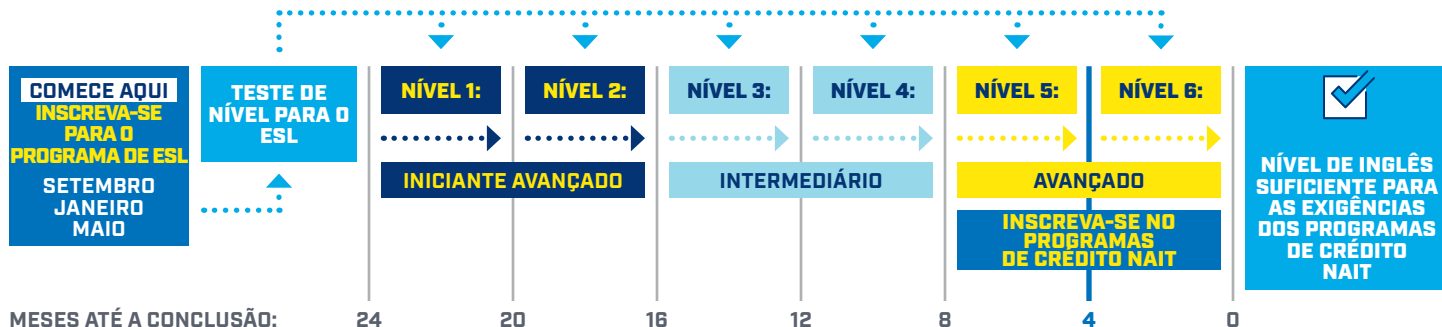 COMECE AQUI
INSCREVA-SE
PARA O
PROGRAMA DE ESL
SETEMBRO
JANEIRO
MAIO
TESTE DE
NÍVEL PARA O
ESL
NÍVEL 1:
NÍVEL 2:
NÍVEL 3:
NÍVEL 4:
NÍVEL 5:
NÍVEL 6:
INICIANTE AVANÇADO
INTERMEDIÁRIO
AVANÇADO
INSCREVA-SE NO
PROGRAMAS
DE CRÉDITO NAIT
NÍVEL DE INGLÊS
SUFICIENTE PARA
AS EXIGÊNCIAS
DOS PROGRAMAS
DE CRÉDITO
NAIT
MESES ATÉ A CONCLUSÃO: 24 20 16 12 8 4 0